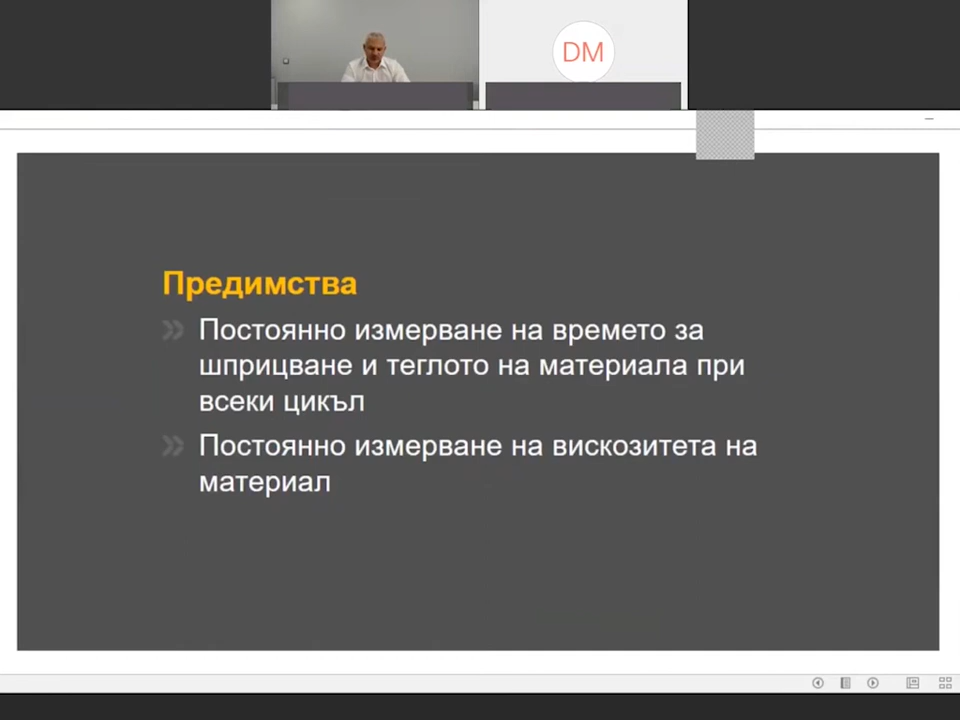 DM
Предимства
Постоянно измерване на времето за
шприцване и теглото на материала при
всеки цикъл
Постоянно измерване на вискозитета на
материал